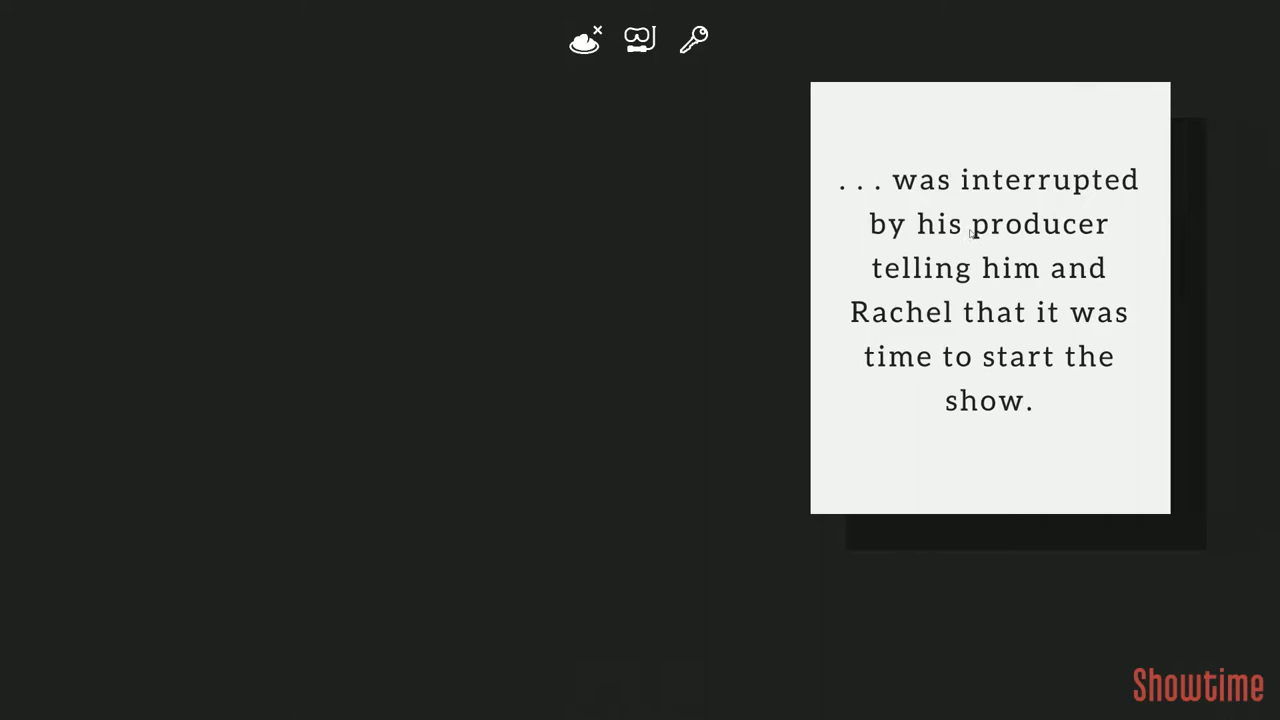 . . . was interrupted
by his producer
telling him and
Rachel that it was
time to start the
show.
Showtime